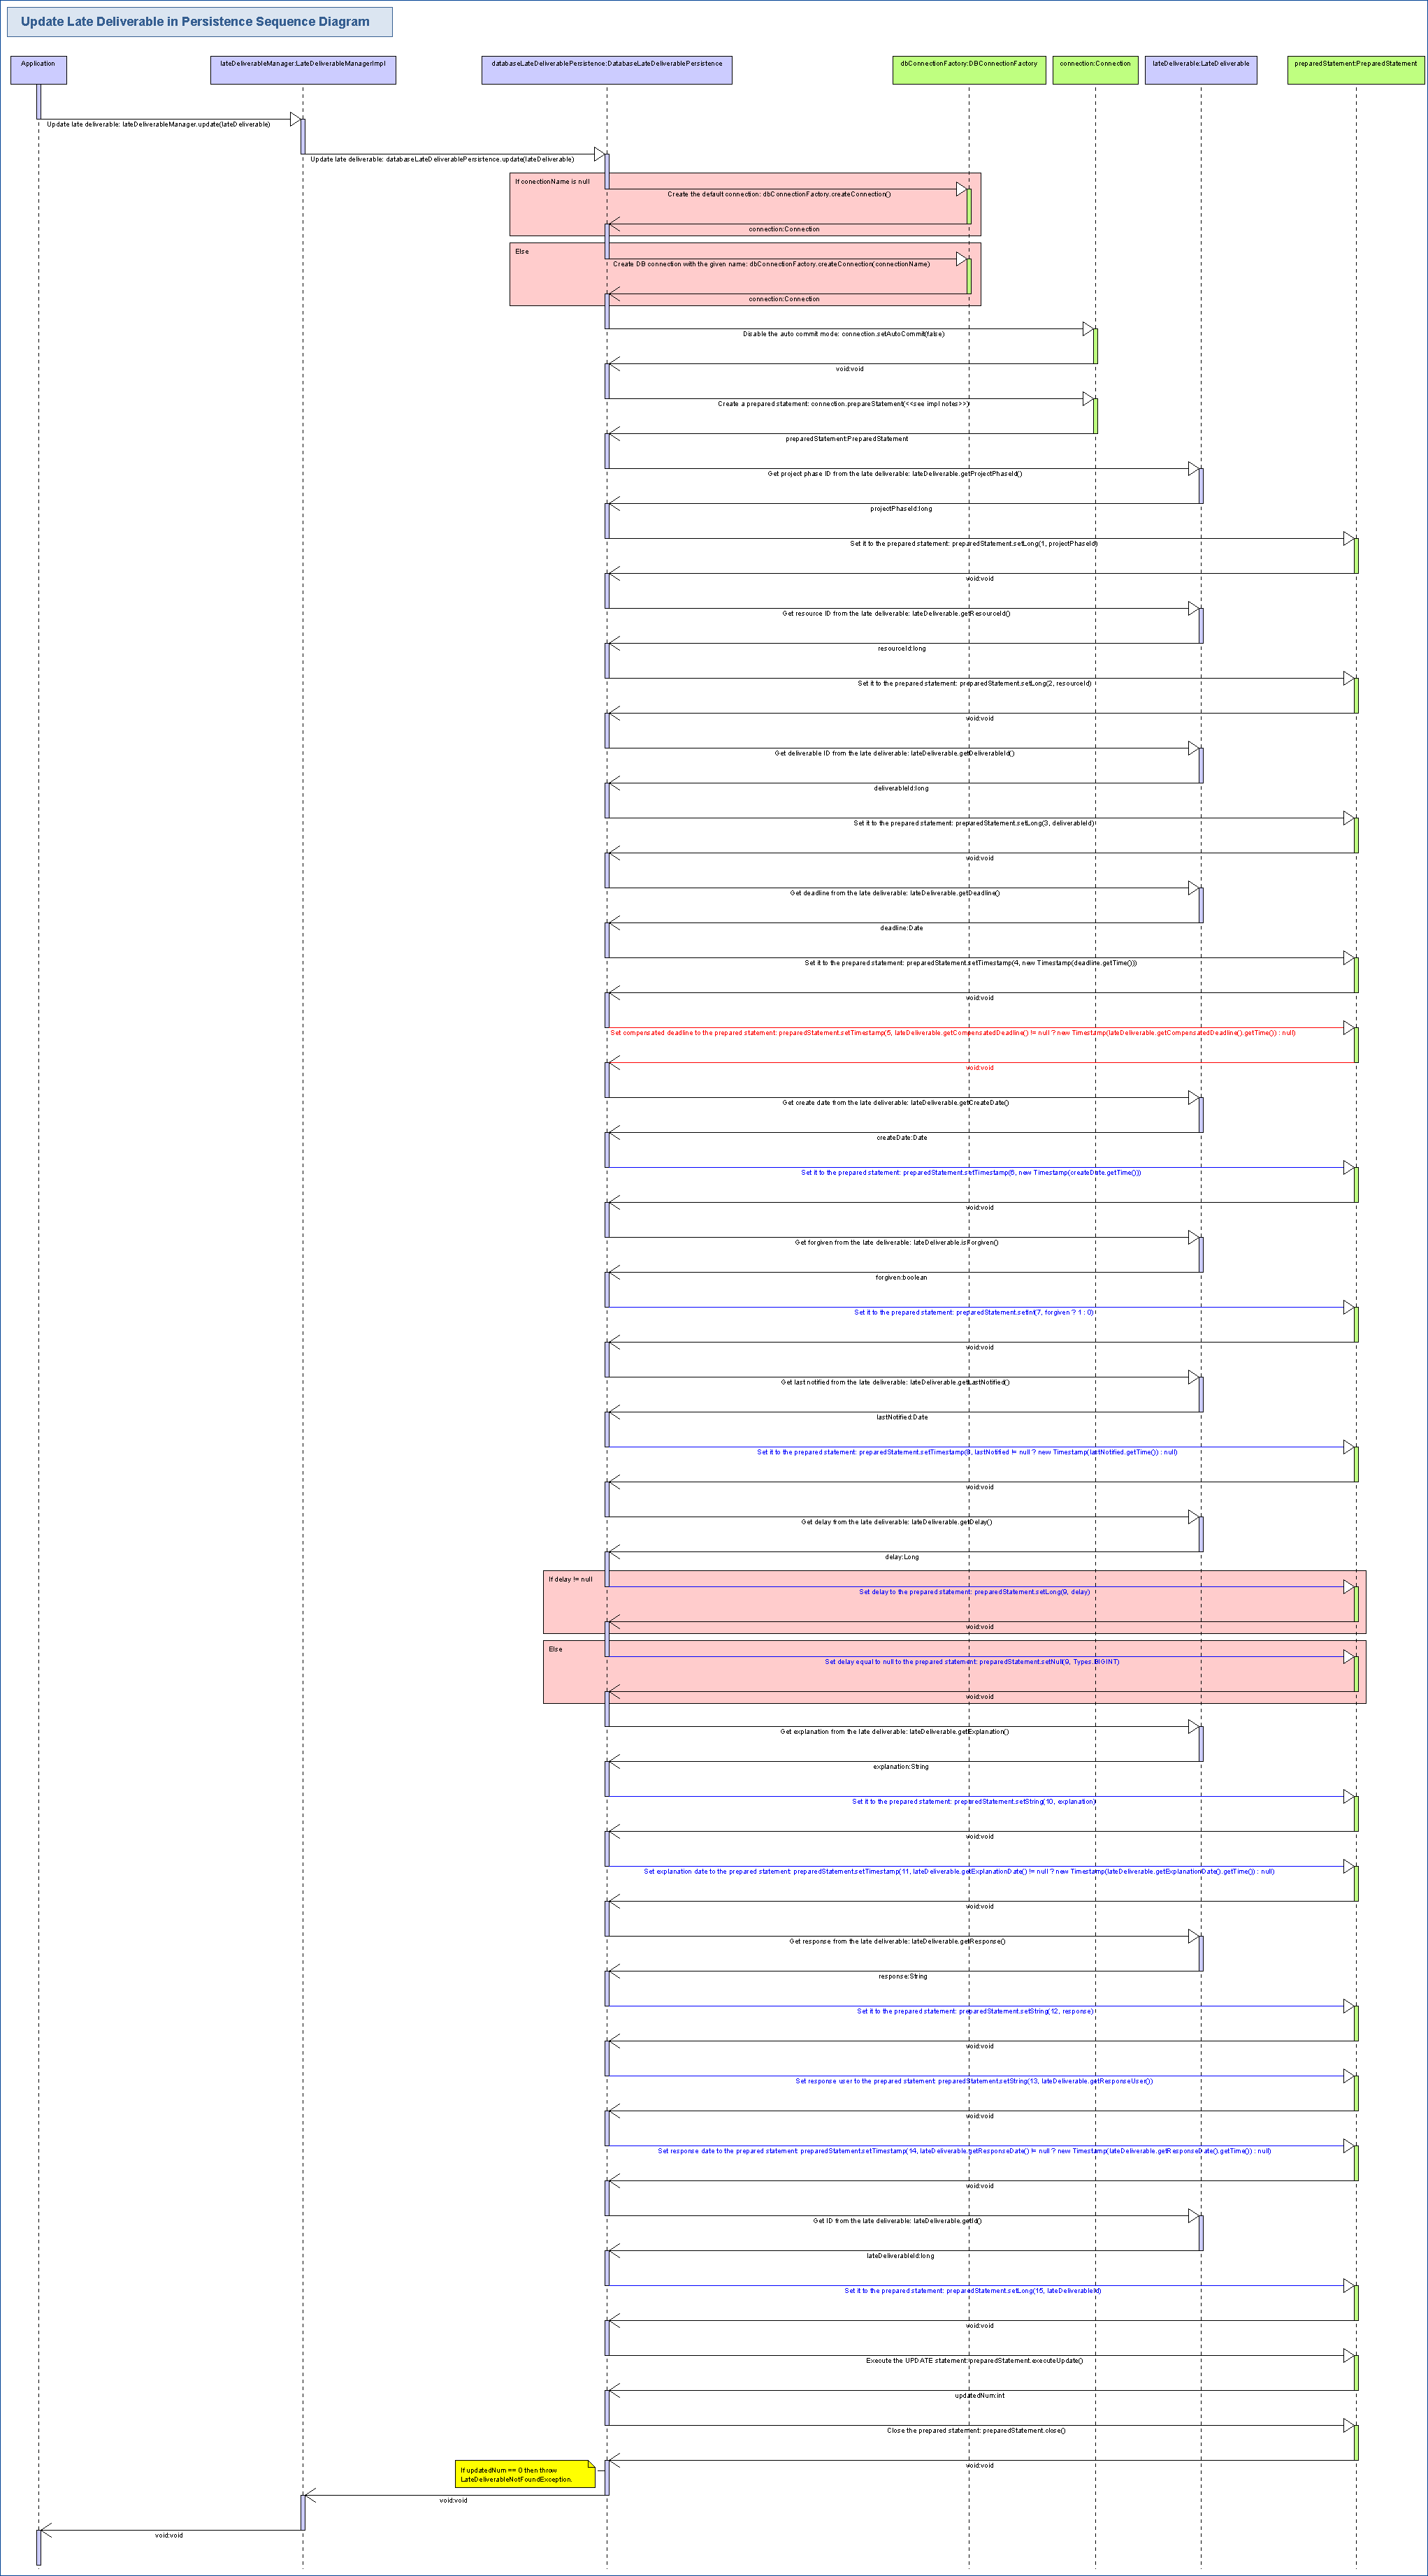 Update Late Deliverable in Persistence Sequence Diagram
Application
lateDeliverableManager:LateDeliverableManagerImpl
databaseLateDeliverablePersistence:DatabaseLateDeliverablePersistence
dbConnectionFactory:DBConnectionFactory
connection:Connection
lateDeliverable:LateDeliverable
preparedStatement:PreparedStatement
Update late deliverable: lateDeliverableManager.update(lateDeliverable)
Update late deliverable: databaseLateDeliverablePersistence.update(lateDeliverable)
If conectionName is null
Create the default connection: dbConnectionFactory.createConnection()
connection:Connection
Else
Create DB connection with the given name: dbConnectionFactory.createConnection(connectionName)
connection:Connection
Disable the auto commit mode: connection.setAutoCommit(false)
void:void
Create a prepared statement: connection.prepareStatement(<<see impl notes>>)
preparedStatement:PreparedStatement
Get project phase ID from the late deliverable: lateDeliverable.getProjectPhaseId()
projectPhaseId:long
Set it to the prepared statement: preparedStatement.setLong(1, projectPhaseId)
void:void
Get resource ID from the late deliverable: lateDeliverable.getResourceId()
resourceId:long
Set it to the prepared statement: preparedStatement.setLong(2, resourceId)
void:void
Get deliverable ID from the late deliverable: lateDeliverable.getDeliverableId()
deliverableId:long
Set it to the prepared statement: preparedStatement.setLong(3, deliverableId)
void:void
Get deadline from the late deliverable: lateDeliverable.getDeadline()
deadline:Date
Set it to the prepared statement: preparedStatement.setTimestamp(4, new Timestamp(deadline.getTime()))
void:void
Set compensated deadline to the prepared statement: preparedStatement.setTimestamp(5, lateDeliverable.getCompensatedDeadline() != null ? new Timestamp(lateDeliverable.getCompensatedDeadline().getTime()) : null)
void:void
Get create date from the late deliverable: lateDeliverable.getCreateDate()
createDate:Date
Set it to the prepared statement: preparedStatement.setTimestamp(6, new Timestamp(createDate.getTime()))
void:void
Get forgiven from the late deliverable: lateDeliverable.isForgiven()
forgiven:boolean
Set it to the prepared statement: preparedStatement.setInt(7, forgiven ? 1 : 0)
void:void
Get last notified from the late deliverable: lateDeliverable.getLastNotified()
lastNotified:Date
Set it to the prepared statement: preparedStatement.setTimestamp(8, lastNotified != null ? new Timestamp(lastNotified.getTime()) : null)
void:void
Get delay from the late deliverable: lateDeliverable.getDelay()
delay:Long
If delay != null
Set delay to the prepared statement: preparedStatement.setLong(9, delay)
void:void
Else
Set delay equal to null to the prepared statement: preparedStatement.setNull(9, Types.BIGINT)
void:void
Get explanation from the late deliverable: lateDeliverable.getExplanation()
explanation:String
Set it to the prepared statement: preparedStatement.setString(10, explanation)
void:void
Set explanation date to the prepared statement: preparedStatement.setTimestamp(11, lateDeliverable.getExplanationDate() != null ? new Timestamp(lateDeliverable.getExplanationDate().getTime()) : null)
void:void
Get response from the late deliverable: lateDeliverable.getResponse()
response:String
Set it to the prepared statement: preparedStatement.setString(12, response)
void:void
Set response user to the prepared statement: preparedStatement.setString(13, lateDeliverable.getResponseUser())
void:void
Set response date to the prepared statement: preparedStatement.setTimestamp(14, lateDeliverable.getResponseDate() != null ? new Timestamp(lateDeliverable.getResponseDate().getTime()) : null)
void:void
Get ID from the late deliverable: lateDeliverable.getId()
lateDeliverableId:long
Set it to the prepared statement: preparedStatement.setLong(15, lateDeliverableId)
void:void
Execute the UPDATE statement: preparedStatement.executeUpdate()
updatedNum:int
Close the prepared statement: preparedStatement.close()
void:void
If updatedNum == 0 then throw
LateDeliverableNotFoundException.
void:void
void:void